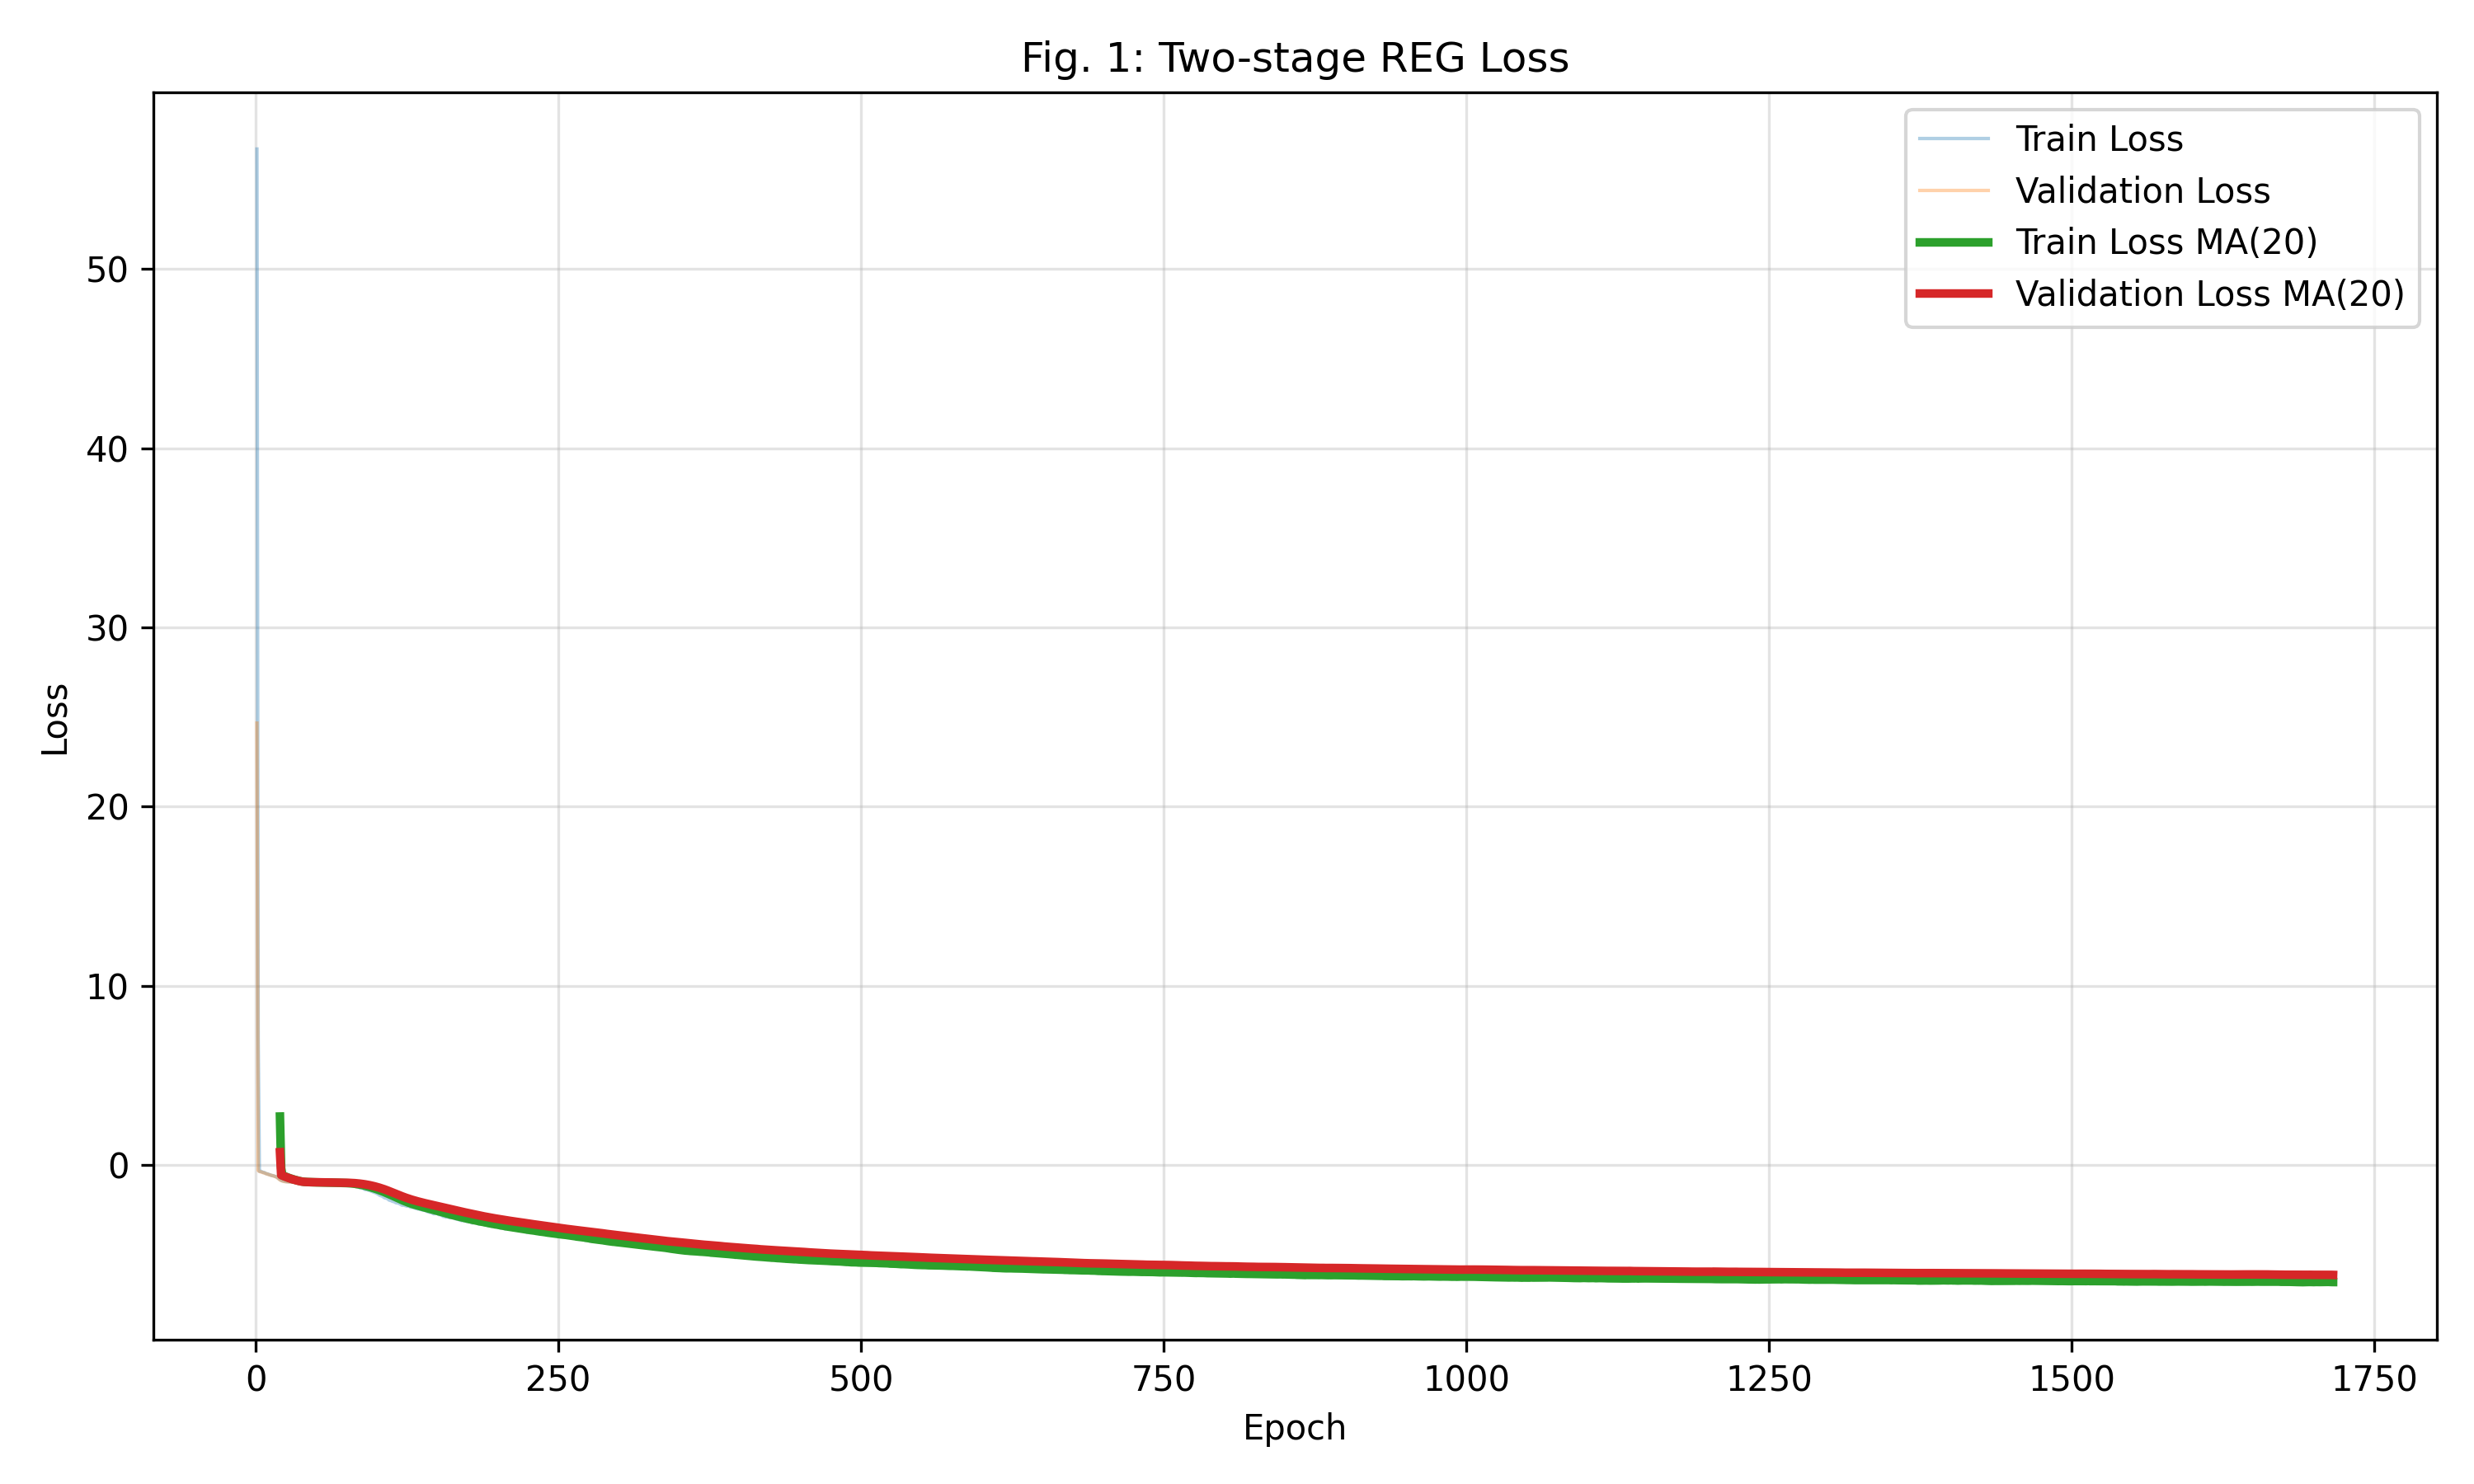 Fig. 1: Two-stage REG Loss
Train Loss
Validation Loss
Train Loss MA(20)
Validation Loss MA(20)
50
40
30
20
10
0
Loss
0 250 500 750 1000 1250 1500 1750
Epoch